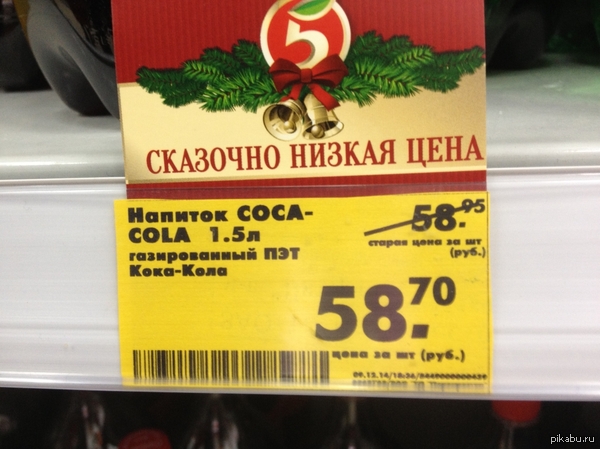 5
СКАЗОЧНО НИЗКАЯ ЦЕНА
Напиток COCA-
COLA 1.5л
газированный ПЭТ
Кока-Кола
58.95
старая цена за шт
(руб.)
58.70
цена за шт (руб.)
pikabu.ru